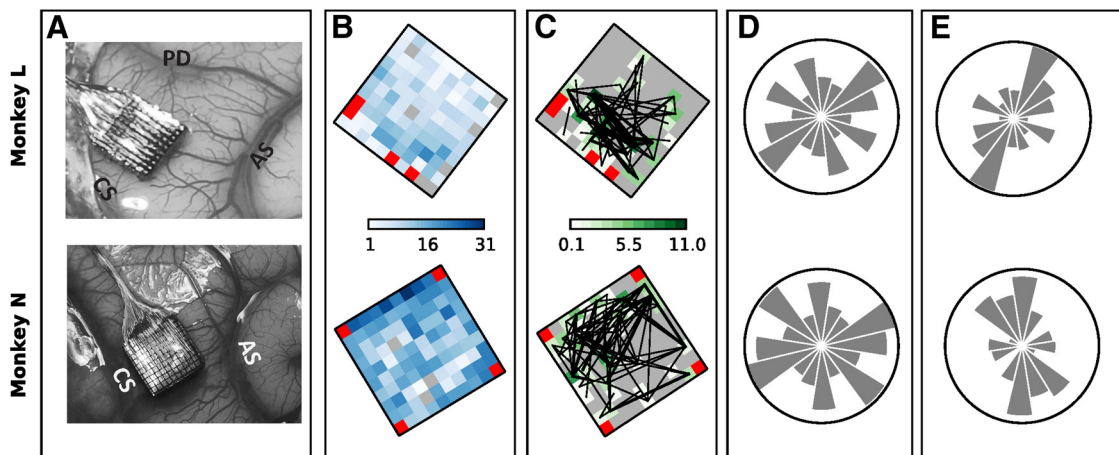 A
B
C
D
E
Monkey L
PD
AS
CS
1 16 31
0.1 5.5 11.0
Monkey N
CS
AS